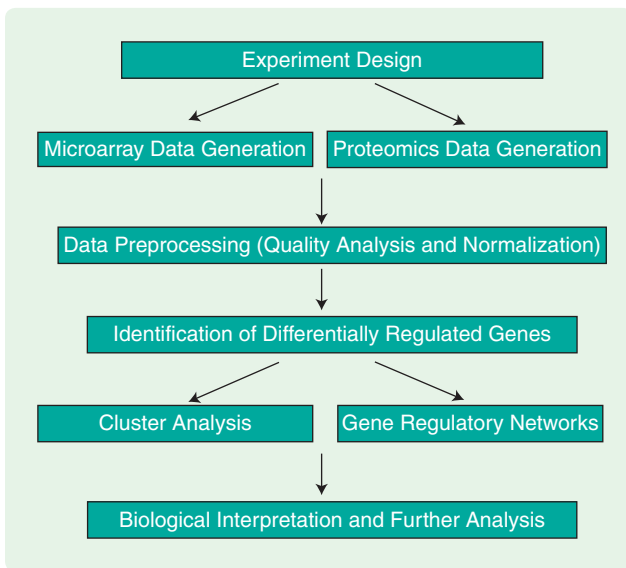 Experiment Design
Microarray Data Generation
Proteomics Data Generation
Data Preprocessing (Quality Analysis and Normalization)
Identification of Differentially Regulated Genes
Cluster Analysis
Gene Regulatory Networks
Biological Interpretation and Further Analysis